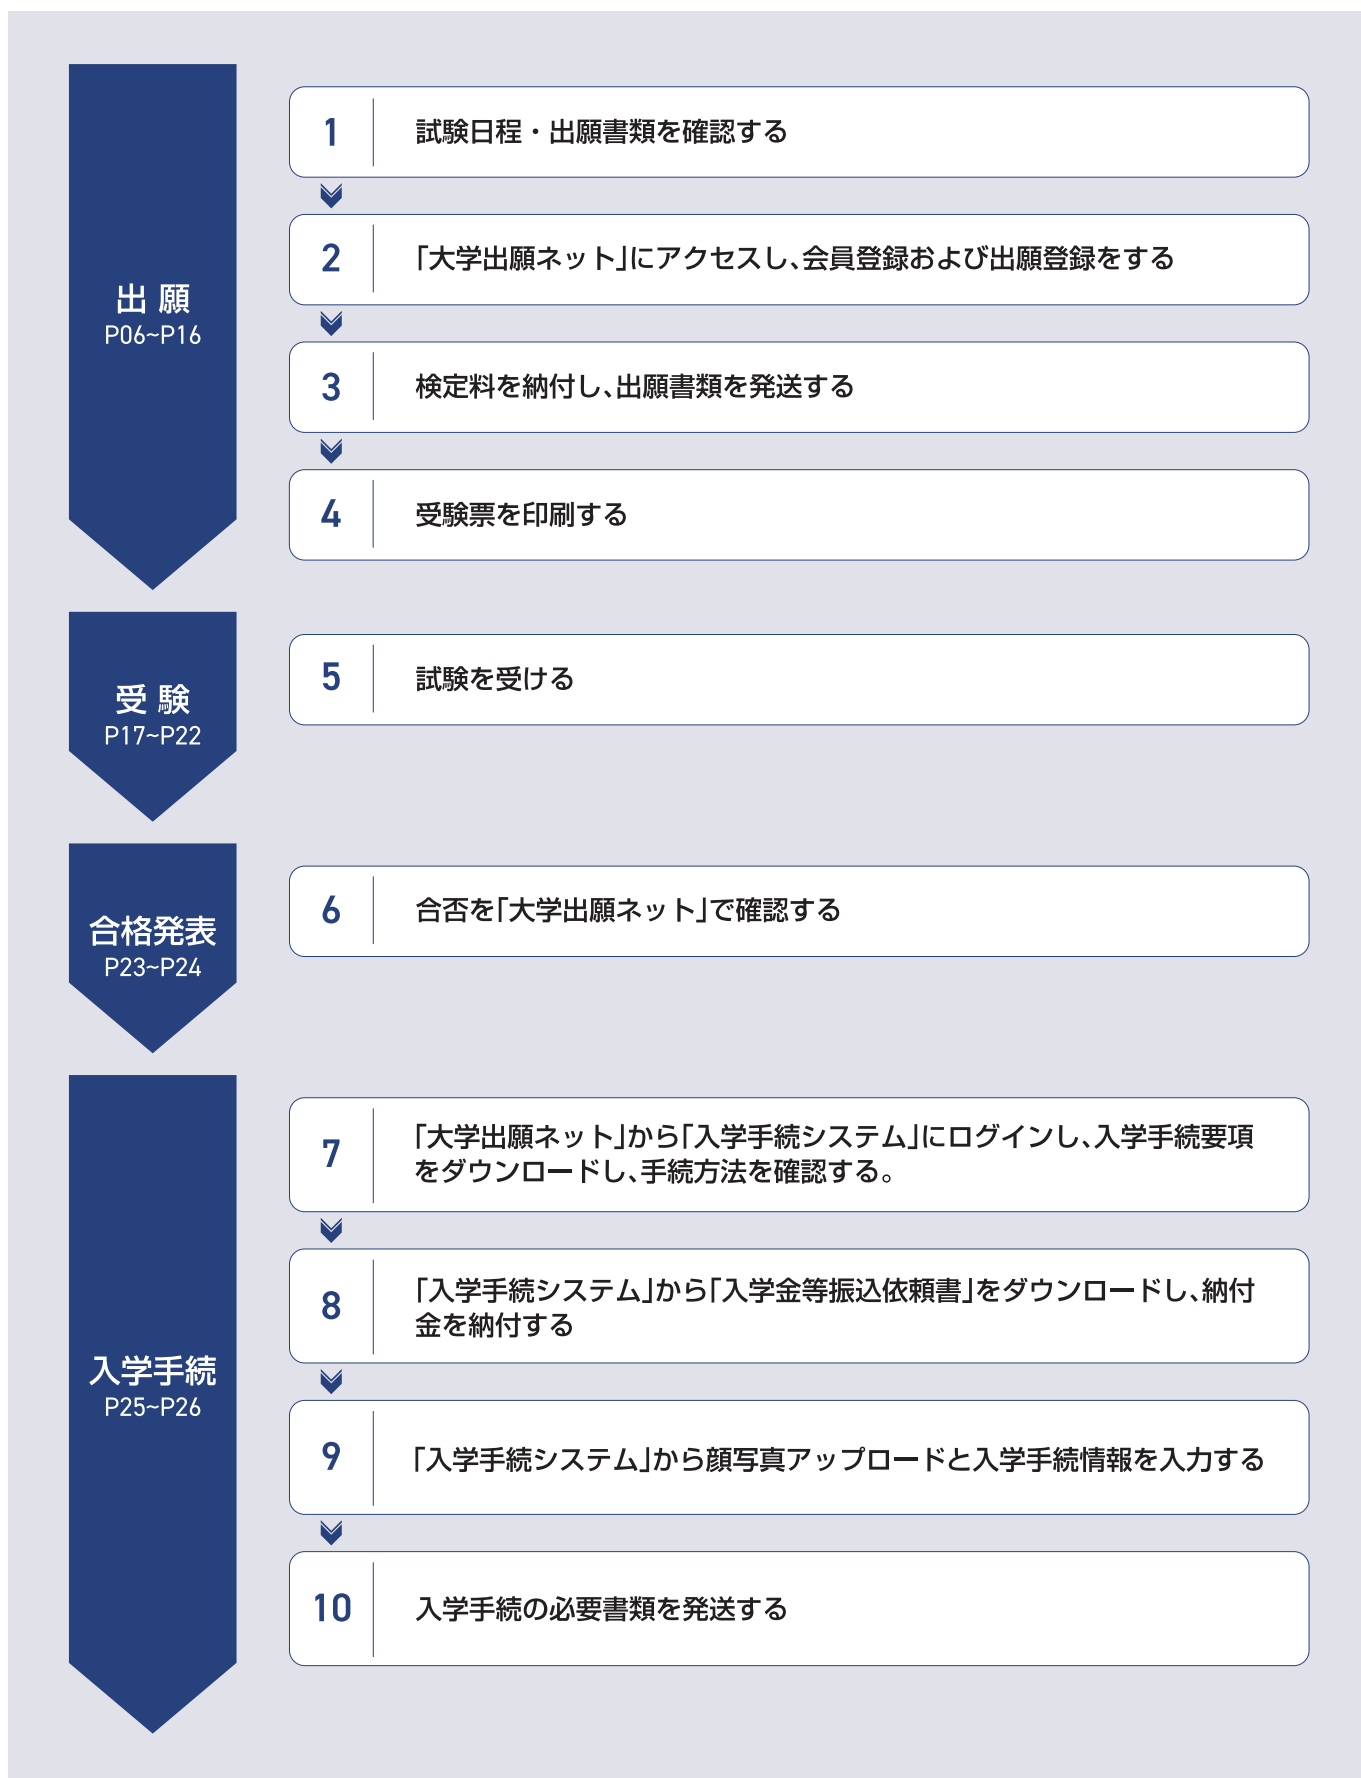 出願
P06~P16
1
試験日程・出願書類を確認する
2
「大学出願ネット」にアクセスし、会員登録および出願登録をする
3
検定料を納付し、出願書類を発送する
4
受験票を印刷する
受験
P17~P22
5
試験を受ける
合格発表
P23~P24
6
合否を「大学出願ネット」で確認する
入学手続
P25~P26
7
「大学出願ネット」から「入学手続システム」にログインし、入学手続要項
をダウンロードし、手続方法を確認する。
8
「入学手続システム」から「入学金等振込依頼書」をダウンロードし、納付
金を納付する
9
「入学手続システム」から顔写真アップロードと入学手続情報を入力する
10
入学手続の必要書類を発送する